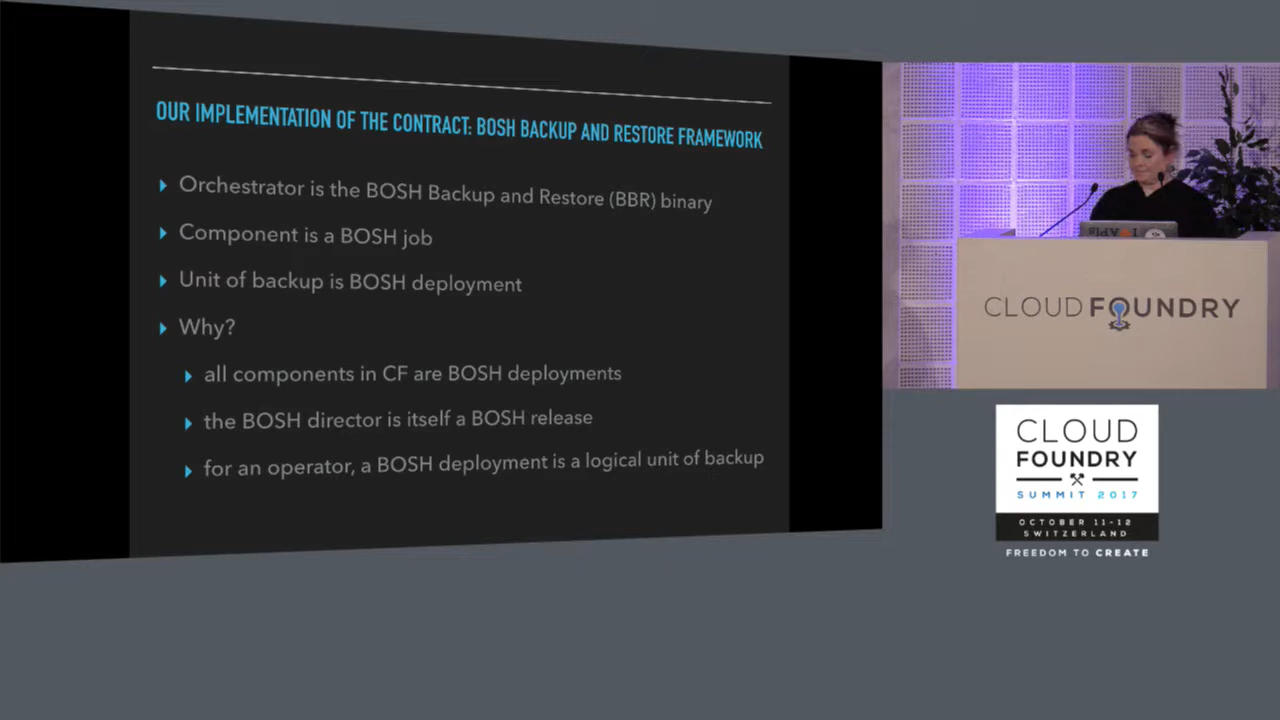 OUR IMPLEMENTATION OF THE CONTRACT: BOSH BACKUP AND RESTORE FRAMEWORK
Orchestrator is the BOSH Backup and Restore (BBR) binary
Component is a BOSH job
Unit of backup is BOSH deployment
Why?
all components in CF are BOSH deployments
the BOSH director is itself a BOSH release
for an operator, a BOSH deployment is a logical unit of backup
CLOUD FOUNDRY
CLOUD
FOUNDRY
SUMMIT 2017
OCTOBER 11-12
SWITZERLAND
FREEDOM TO CREATE